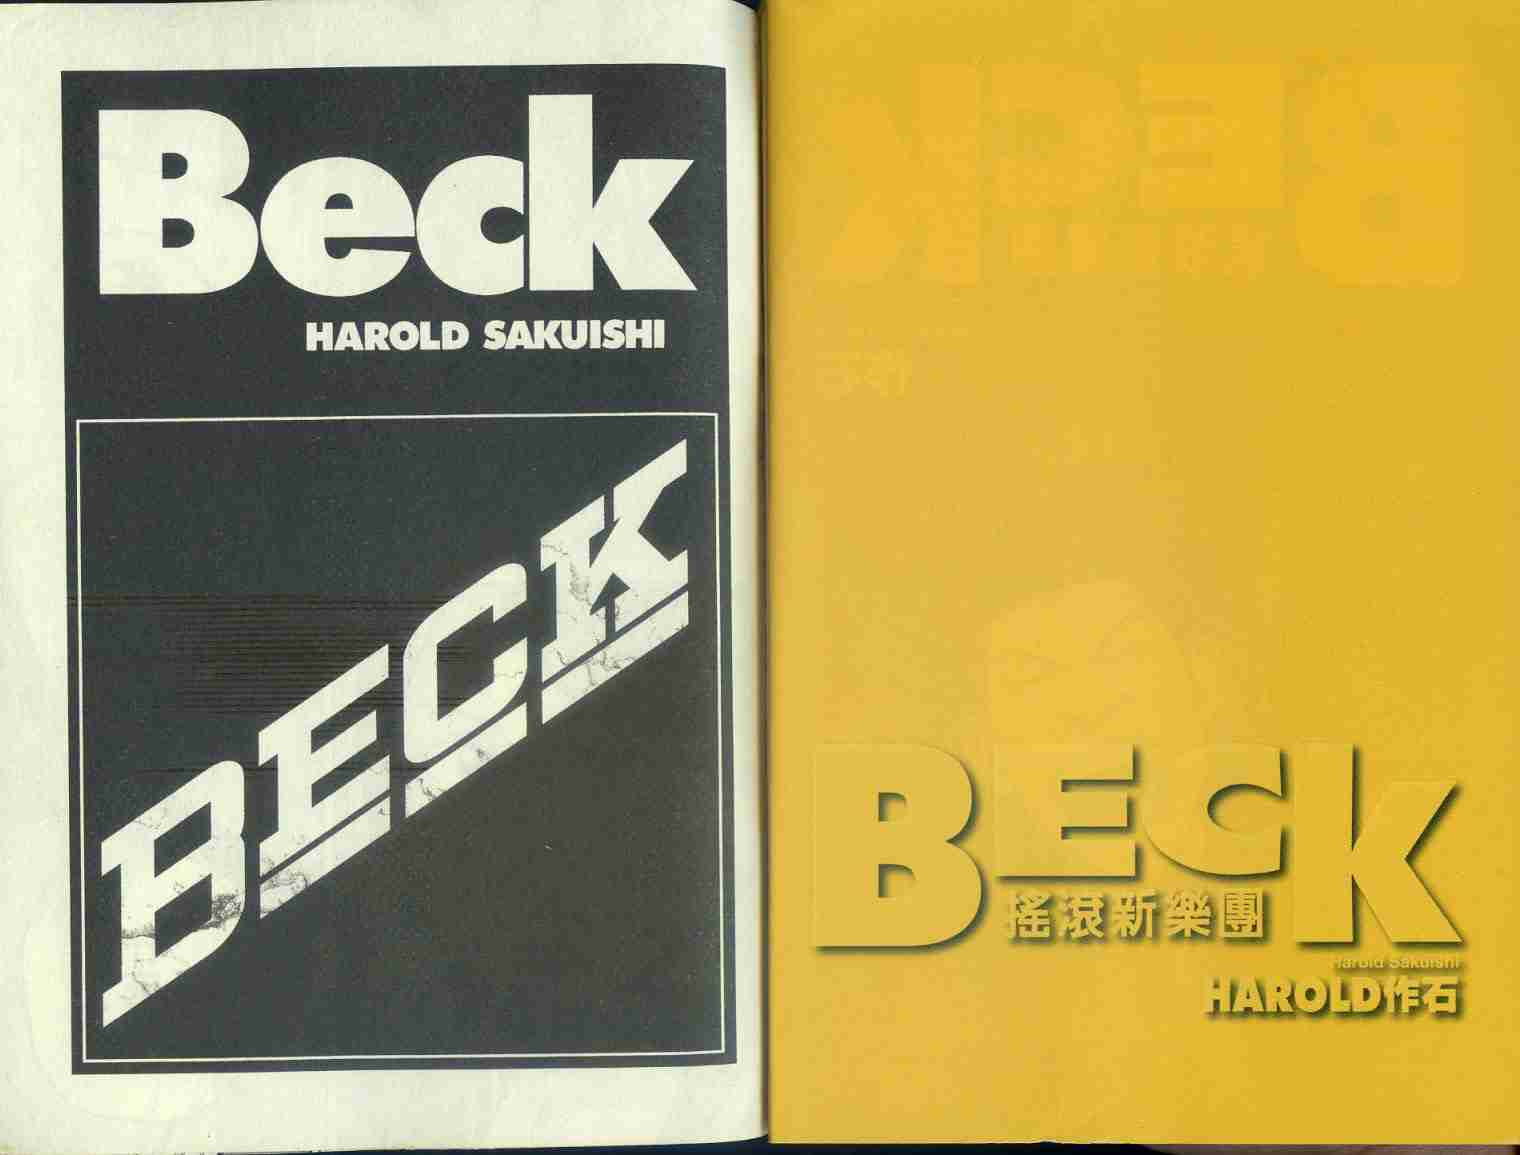 Beck
HAROLD SAKUISHI
BECK
BECK
搖滾新樂團
Harold Sakuishi
HAROLD作石